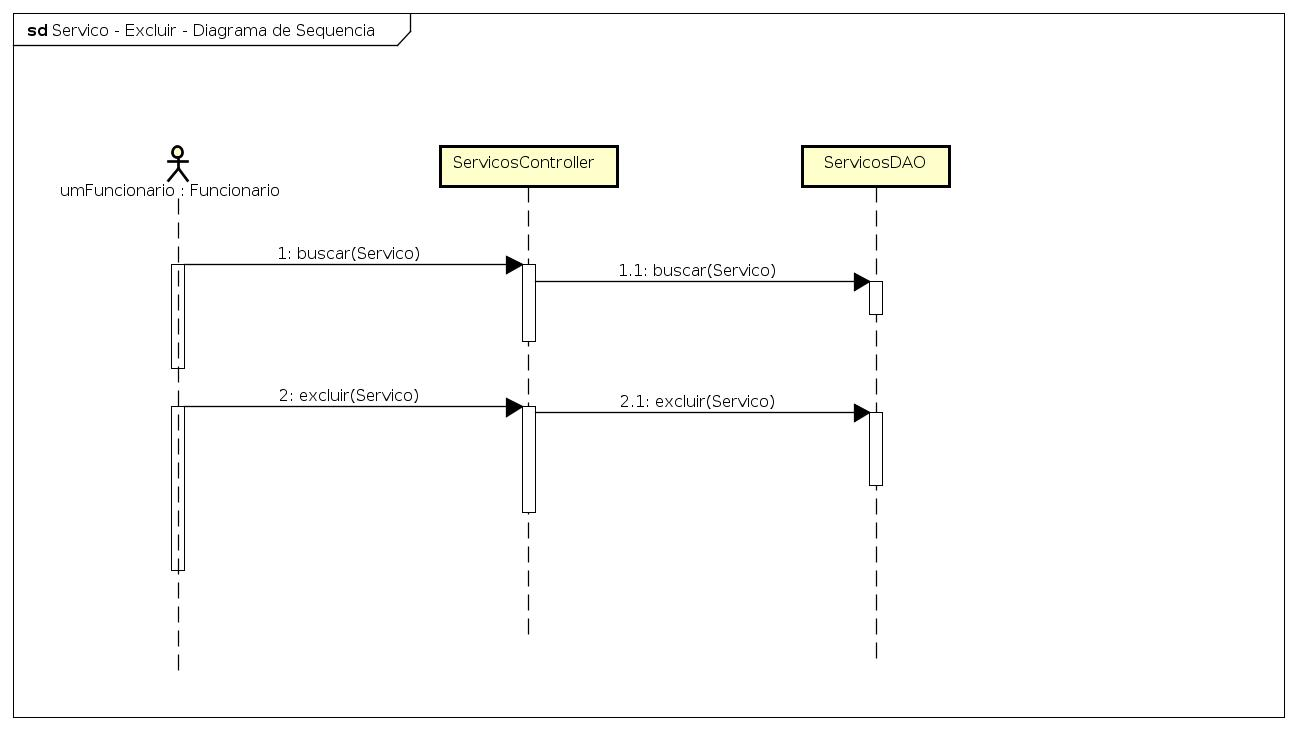 sd Servico - Excluir - Diagrama de Sequencia
umFuncionario : Funcionario
ServicosController
ServicosDAO
1: buscar(Servico)
1.1: buscar(Servico)
2: excluir(Servico)
2.1: excluir(Servico)